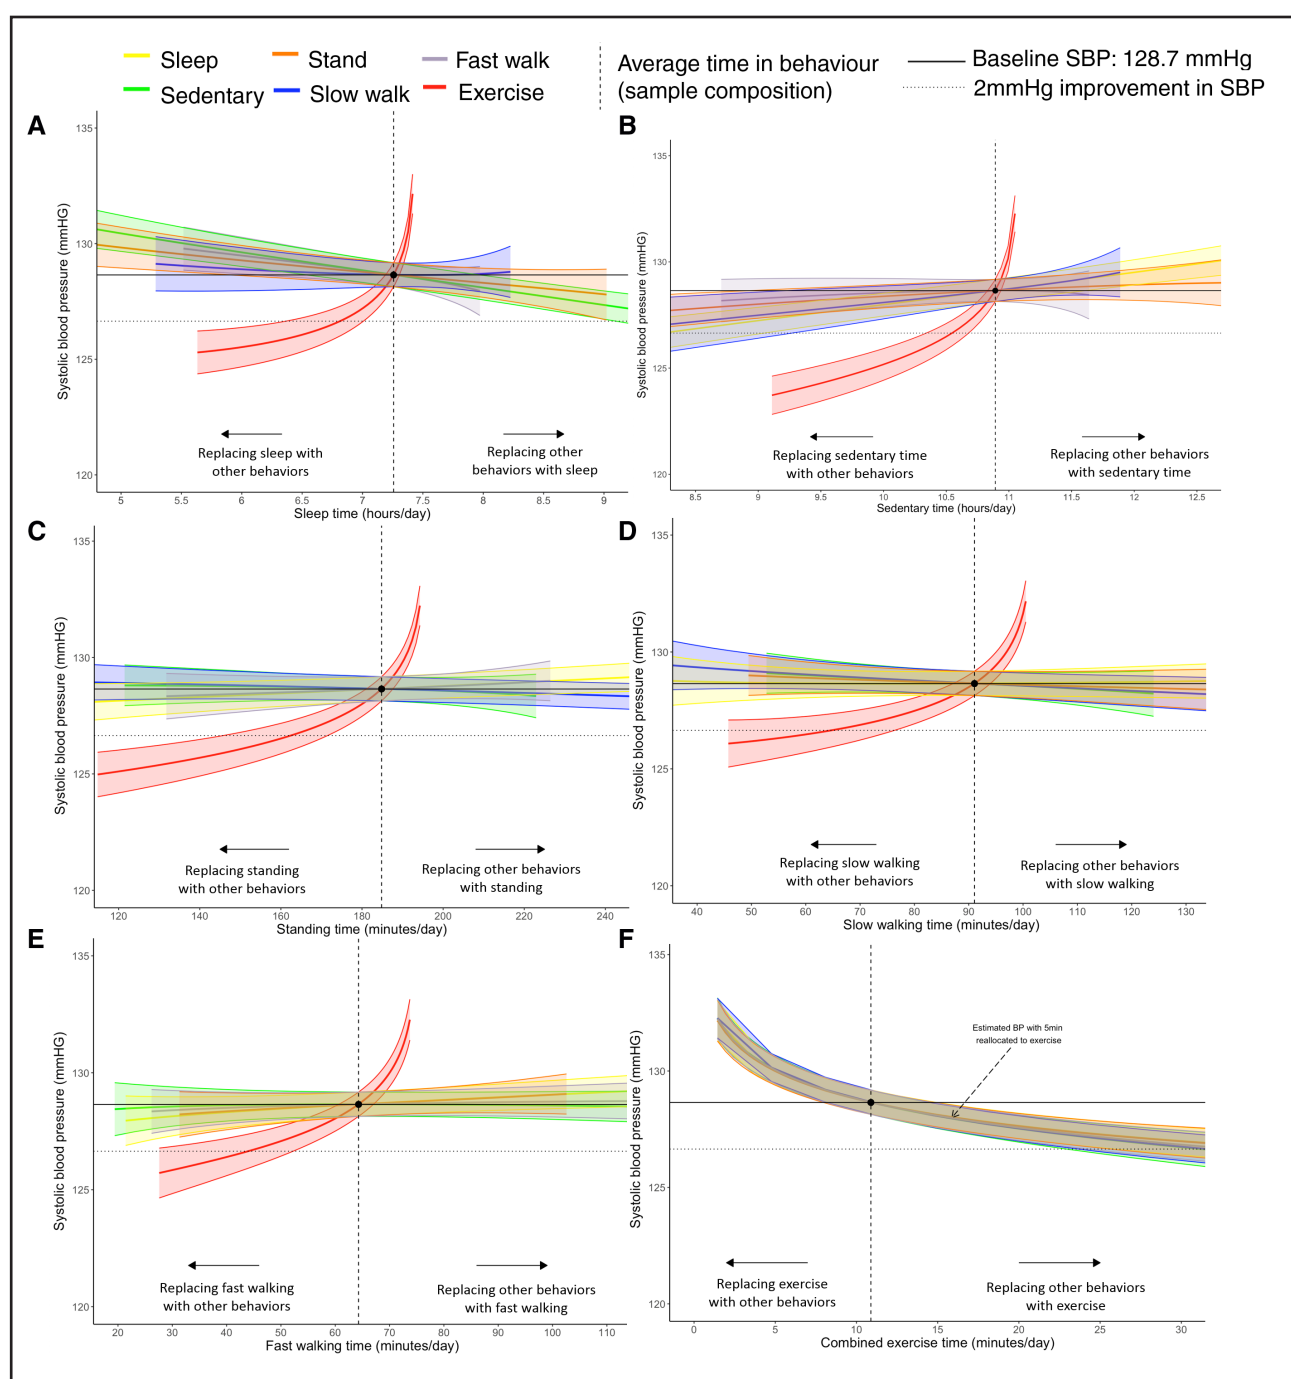 Sleep
Stand
Fast walk
Sedentary
Slow walk
Exercise
Average time in behaviour
(sample composition)
Baseline SBP: 128.7 mmHg
2mmHg improvement in SBP
A
Systolic blood pressure (mmHG)
135
130
125
120
Replacing sleep with
other behaviors
Replacing other
behaviors with sleep
5 5.5 6 6.5 7 7.5 8 8.5 9
Sleep time (hours/day)
B
Systolic blood pressure (mmHG)
135
130
125
120
Replacing sedentary time
with other behaviors
Replacing other behaviors
with sedentary time
8.5 9 9.5 10 10.5 11 11.5 12 12.5
Sedentary time (hours/day)
C
Systolic blood pressure (mmHG)
135
130
125
120
Replacing standing
with other behaviors
Replacing other behaviors
with standing
120 140 160 180 200 220 240
Standing time (minutes/day)
D
Systolic blood pressure (mmHG)
135
130
125
120
Replacing slow walking
with other behaviors
Replacing other behaviors
with slow walking
40 50 60 70 80 90 100 110 120 130
Slow walking time (minutes/day)
E
Systolic blood pressure (mmHG)
135
130
125
120
Replacing fast walking
with other behaviors
Replacing other behaviors
with fast walking
20 30 40 50 60 70 80 90 100 110
Fast walking time (minutes/day)
F
Systolic blood pressure (mmHG)
135
130
125
120
Estimated BP with 5min
reallocated to exercise
Replacing exercise
with other behaviors
Replacing other behaviors
with exercise
0 5 10 15 20 25 30
Combined exercise time (minutes/day)